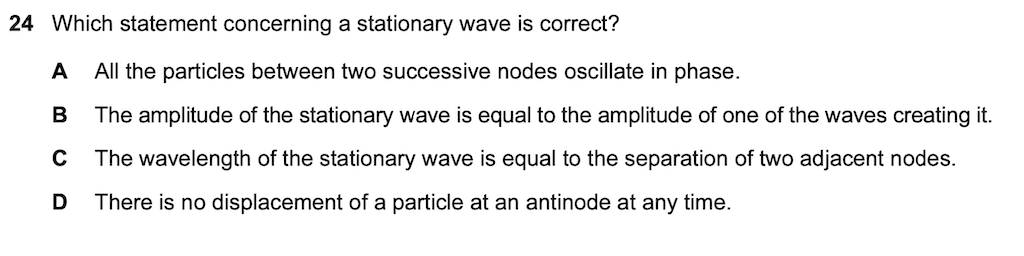 24 Which statement concerning a stationary wave is correct?
A All the particles between two successive nodes oscillate in phase.
B The amplitude of the stationary wave is equal to the amplitude of one of the waves creating it.
C The wavelength of the stationary wave is equal to the separation of two adjacent nodes.
D There is no displacement of a particle at an antinode at any time.